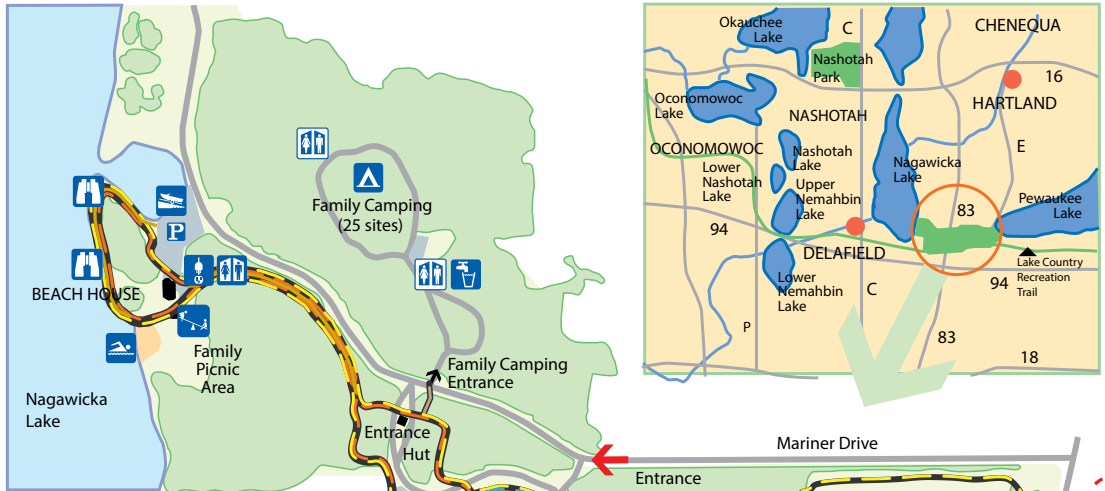 Family Camping
(25 sites)
P
BEACH HOUSE
Family
Picnic
Area
Nagawicka
Lake
Family Camping
Entrance
Entrance
Hut
Mariner Drive
Entrance
Okauchee
Lake
C
CHENEQUA
Nashotah
Park
16
Oconomowoc
Lake
HARTLAND
NASHOTAH
OCONOMOWOC
E
Nashotah
Lake
Nagawicka
Lake
Lower
Nashotah
Lake
Upper
Nemahbin
Lake
83
Pewaukee
Lake
94
DELAFIELD
Lake Country
Recreation
Trail
Lower
Nemahbin
Lake
C
94
P
83
18